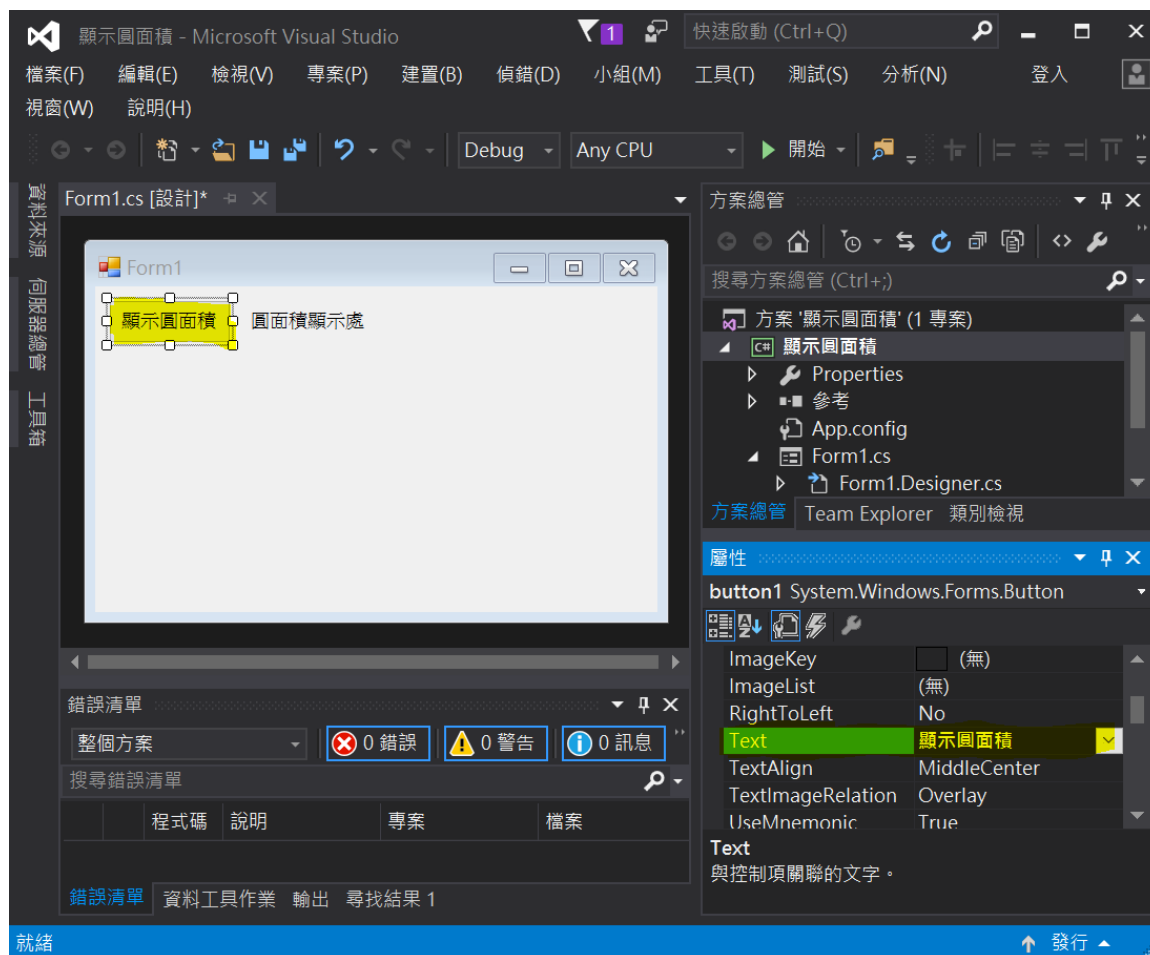 顯示圓面積 - Microsoft Visual Studio
1
快速啟動 (Ctrl+Q)
檔案(F) 編輯(E) 檢視(V) 專案(P) 建置(B) 偵錯(D) 小組(M) 工具(T) 測試(S) 分析(N) 登入
視窗(W) 說明(H)
Debug Any CPU 開始
資料來源
伺服器總管
工具箱
Form1.cs [設計]*
Form1
顯示圓面積 圓面積顯示處
錯誤清單
整個方案 0 錯誤 0 警告 0 訊息
搜尋錯誤清單
程式碼 說明 專案 檔案
錯誤清單 資料工具作業 輸出 尋找結果 1
方案總管
搜尋方案總管 (Ctrl+;)
方案 '顯示圓面積' (1 專案)
C# 顯示圓面積
Properties
參考
App.config
Form1.cs
Form1.Designer.cs
方案總管 Team Explorer 類別檢視
屬性
button1 System.Windows.Forms.Button
ImageKey (無)
ImageList (無)
RightToLeft No
Text 顯示圓面積
TextAlign MiddleCenter
TextImageRelation Overlay
UseMnemonic True
Text
與控制項關聯的文字。
就緒 發行